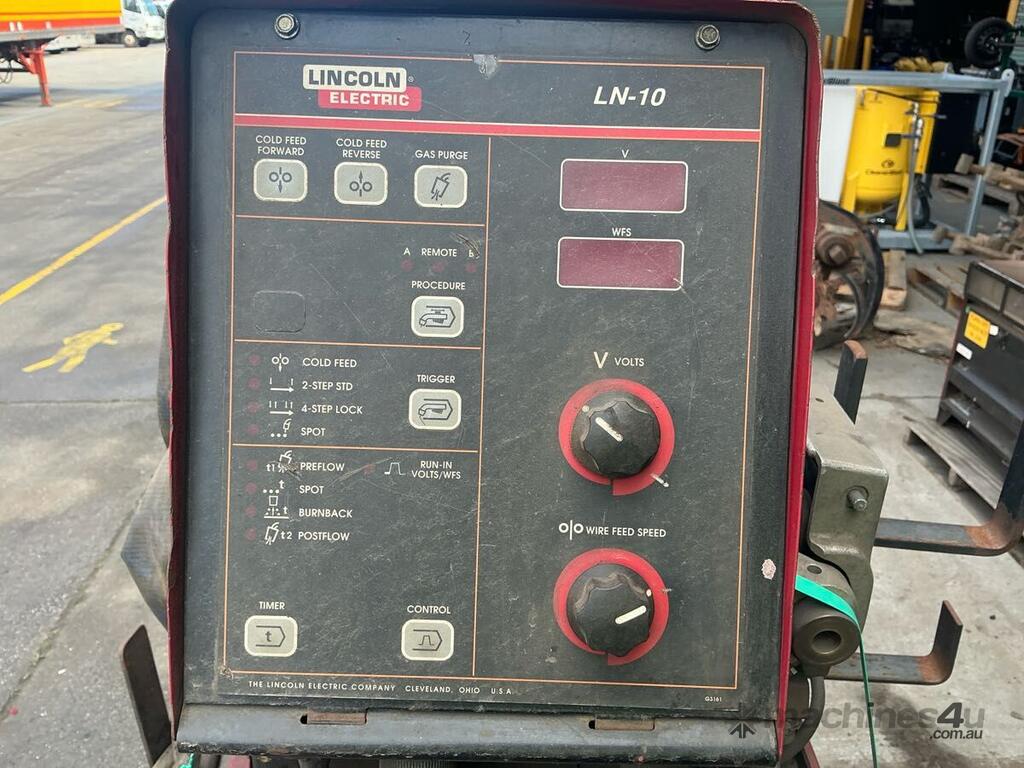 LINCOLN®
ELECTRIC
LN-10
COLD FEED
FORWARD
COLD FEED
REVERSE
GAS PURGE
V
WFS
A REMOTE B
PROCEDURE
COLD FEED
2-STEP STD
4-STEP LOCK
SPOT
TRIGGER
V VOLTS
t1 PREFLOW
t SPOT
t BURNBACK
t2 POSTFLOW
RUN-IN
VOLTS/WFS
WIRE FEED SPEED
TIMER
t
CONTROL
THE LINCOLN ELECTRIC COMPANY CLEVELAND, OHIO U.S.A.
G3161
machines4u
.com.au